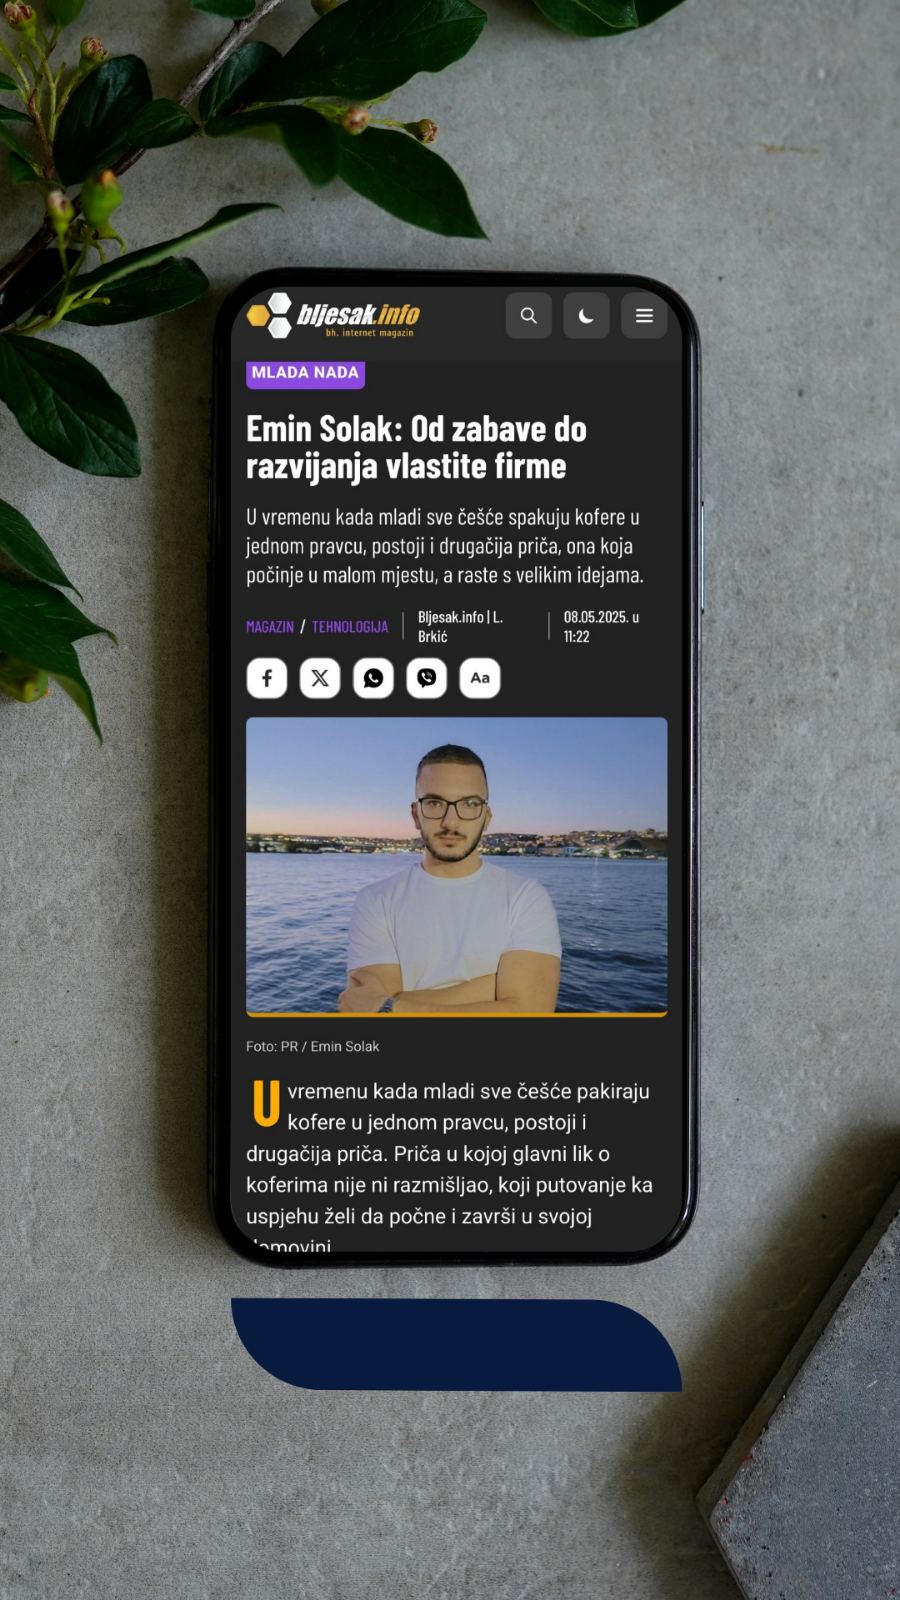 bljesak.info
bh. internet magazin
MLADA NADA
Emin Solak: Od zabave do
razvijanja vlastite firme
U vremenu kada mladi sve češće spakuju kofere u
jednom pravcu, postoji i drugačija priča, ona koja
počinje u malom mjestu, a raste s velikim idejama.
MAGAZIN / TEHNOLOGIJA
Bljesak.info | L.
Brkić
08.05.2025. u
11:22
Aa
Foto: PR / Emin Solak
U vremenu kada mladi sve češće pakiraju
kofere u jednom pravcu, postoji i
drugačija priča. Priča u kojoj glavni lik o
koferima nije ni razmišljao, koji putovanje ka
uspjehu želi da počne i završi u svojoj
domovini